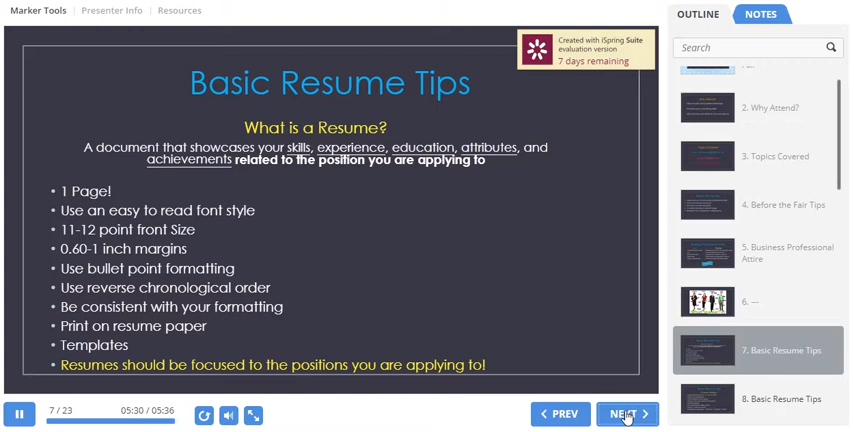 Marker Tools | Presenter Info | Resources
Created with iSpring Suite
evaluation version
7 days remaining
Basic Resume Tips
What is a Resume?
A document that showcases your skills, experience, education, attributes, and
achievements related to the position you are applying to
• 1 Page!
• Use an easy to read font style
• 11-12 point front Size
• 0.60-1 inch margins
• Use bullet point formatting
• Use reverse chronological order
• Be consistent with your formatting
• Print on resume paper
• Templates
• Resumes should be focused to the positions you are applying to!
7 / 23
05:30 / 05:36
PREV
NEXT
OUTLINE
NOTES
Search
2. Why Attend?
3. Topics Covered
4. Before the Fair Tips
5. Business Professional
Attire
6. ---
7. Basic Resume Tips
8. Basic Resume Tips